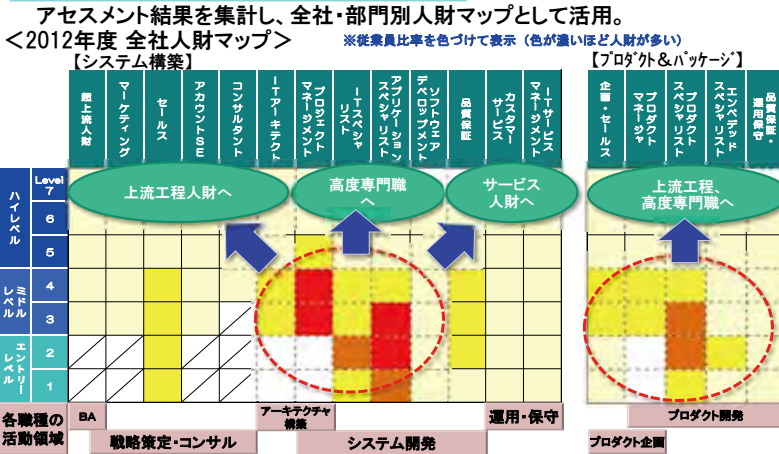 アセスメント結果を集計し、全社・部門別人財マップとして活用。
＜2012年度 全社人財マップ＞
※従業員比率を色づけて表示（色が濃いほど人財が多い）
【システム構築】
【プロダクト&パッケージ】
超上流人財
マーケティング
セールス
アカウントSE
コンサルタント
ITアーキテクト
プロジェクト
マネージメント
ITスペシャ
リスト
アプリケーション
スペシャリスト
ソフトウェア
デベロップメント
品質保証
カスタマー
サービス
ITサービス
マネージメント
企画・セールス
プロダクト
マネージャ
プロダクト
スペシャリスト
エンベデッド
スペシャリスト
品質保証・
運用保守
ハイレベル
Level
7
6
5
ミドル
レベル
4
3
エントリー
レベル
2
1
上流工程人財へ
高度専門職
へ
サービス
人財へ
上流工程、
高度専門職へ
各職種の
活動領域
BA
戦略策定・コンサル
アーキテクチャ
構築
システム開発
運用・保守
プロダクト開発
プロダクト企画